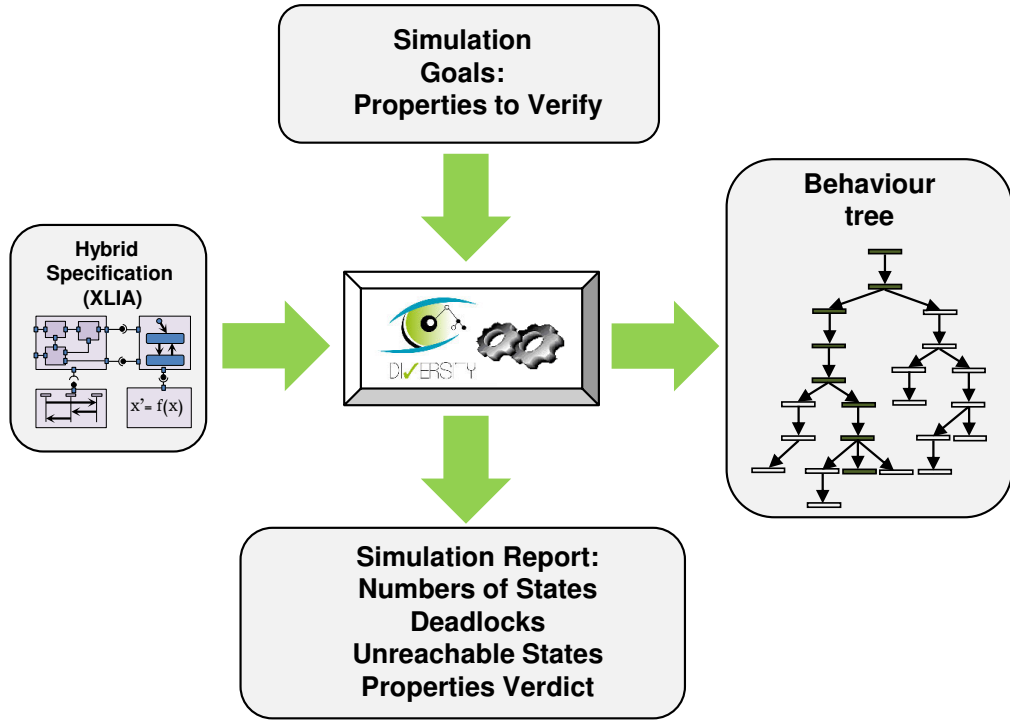 Simulation
Goals:
Properties to Verify
Behaviour
tree
Hybrid
Specification
(XLIA)
x'= f(x)
DIVERSITY
Simulation Report:
Numbers of States
Deadlocks
Unreachable States
Properties Verdict